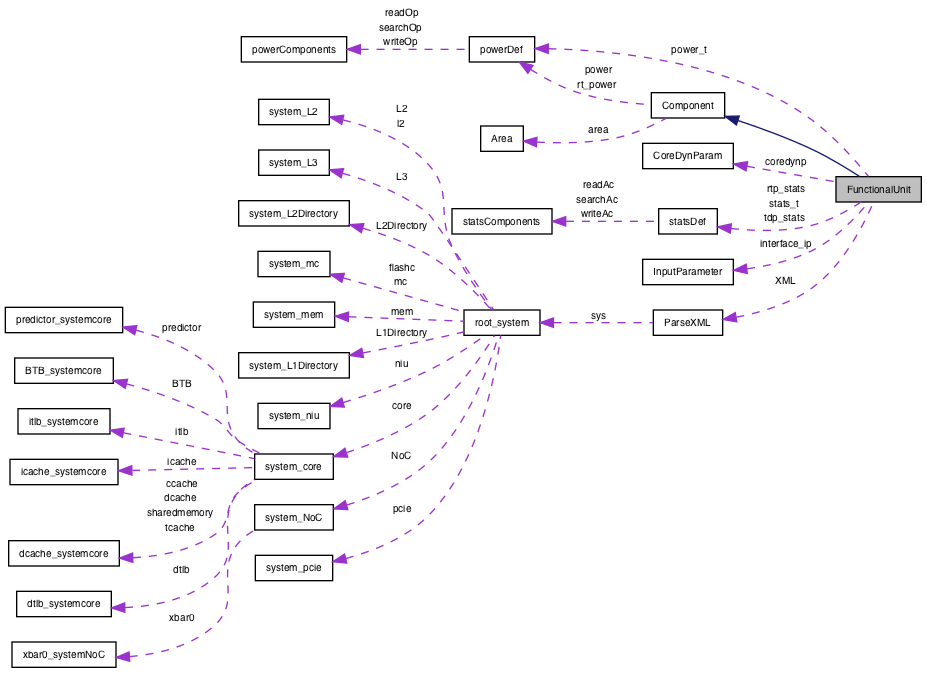 readOp
searchOp
writeOp
powerComponents
powerDef
power_t
power
rt_power
Component
system_L2
L2
l2
Area
area
system_L3
L3
CoreDynParam
coredynp
FunctionalUnit
system_L2Directory
L2Directory
readAc
searchAc
writeAc
statsComponents
statsDef
rtp_stats
stats_t
tdp_stats
system_mc
flashc
mc
InputParameter
interface_ip
XML
system_mem
mem
root_system
sys
ParseXML
predictor_systemcore
predictor
system_L1Directory
L1Directory
BTB_systemcore
BTB
niu
system_niu
core
itlb_systemcore
itlb
icache_systemcore
icache
system_core
NoC
ccache
dcache
sharedmemory
tcache
system_NoC
pcie
dcache_systemcore
system_pcie
dtlb
dtlb_systemcore
xbar0
xbar0_systemNoC